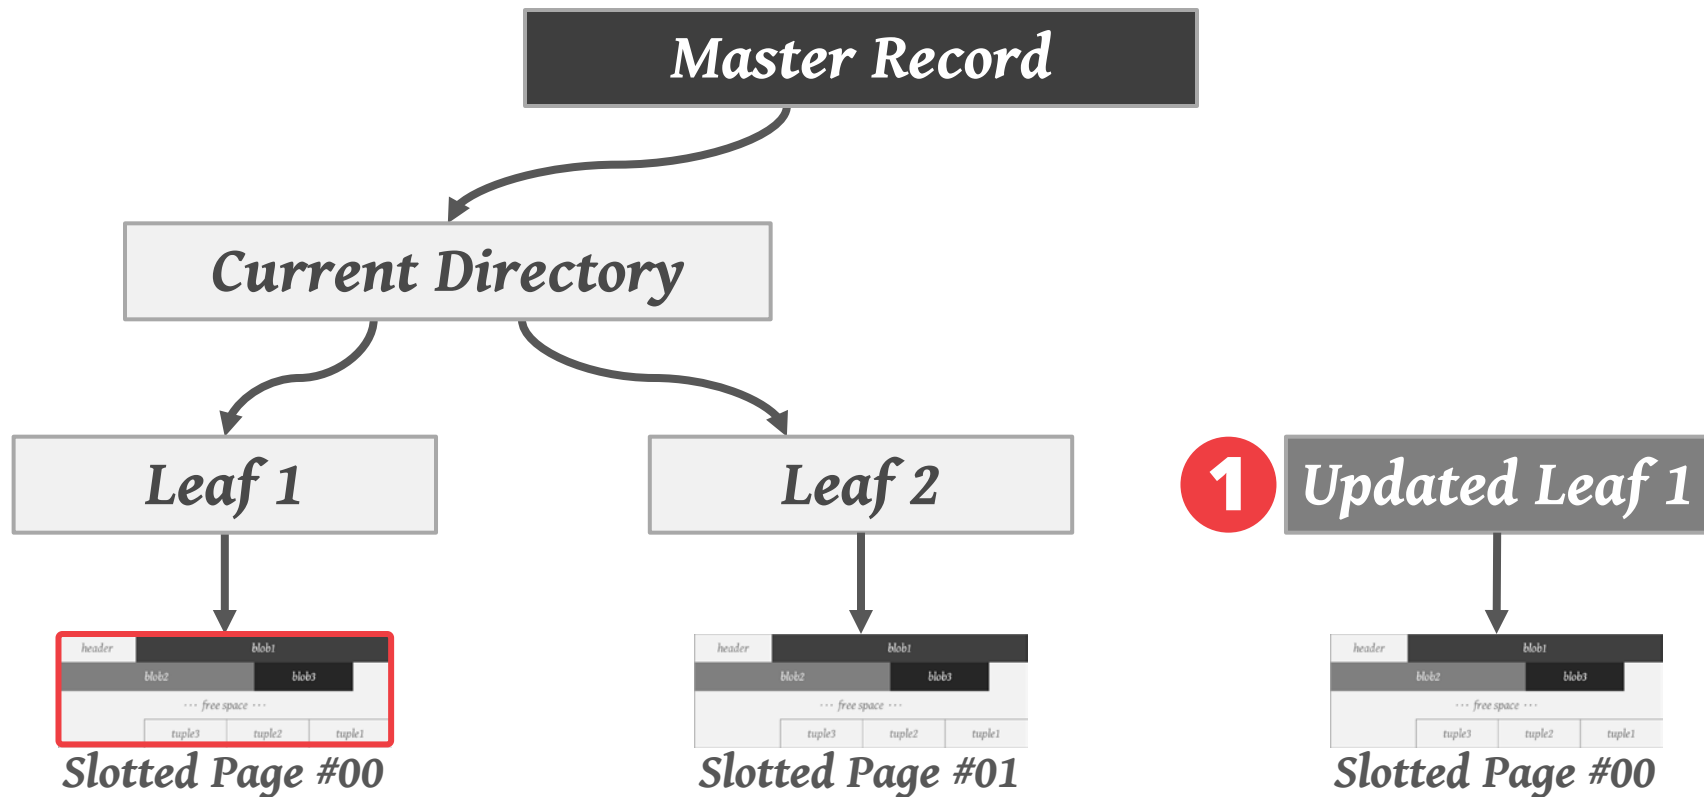 Master Record
Current Directory
Leaf 1
Leaf 2
1
Updated Leaf 1
header
blob1
blob2
blob3
··· free space ···
tuple3
tuple2
tuple1
Slotted Page #00
header
blob1
blob2
blob3
··· free space ···
tuple3
tuple2
tuple1
Slotted Page #01
header
blob1
blob2
blob3
··· free space ···
tuple3
tuple2
tuple1
Slotted Page #00